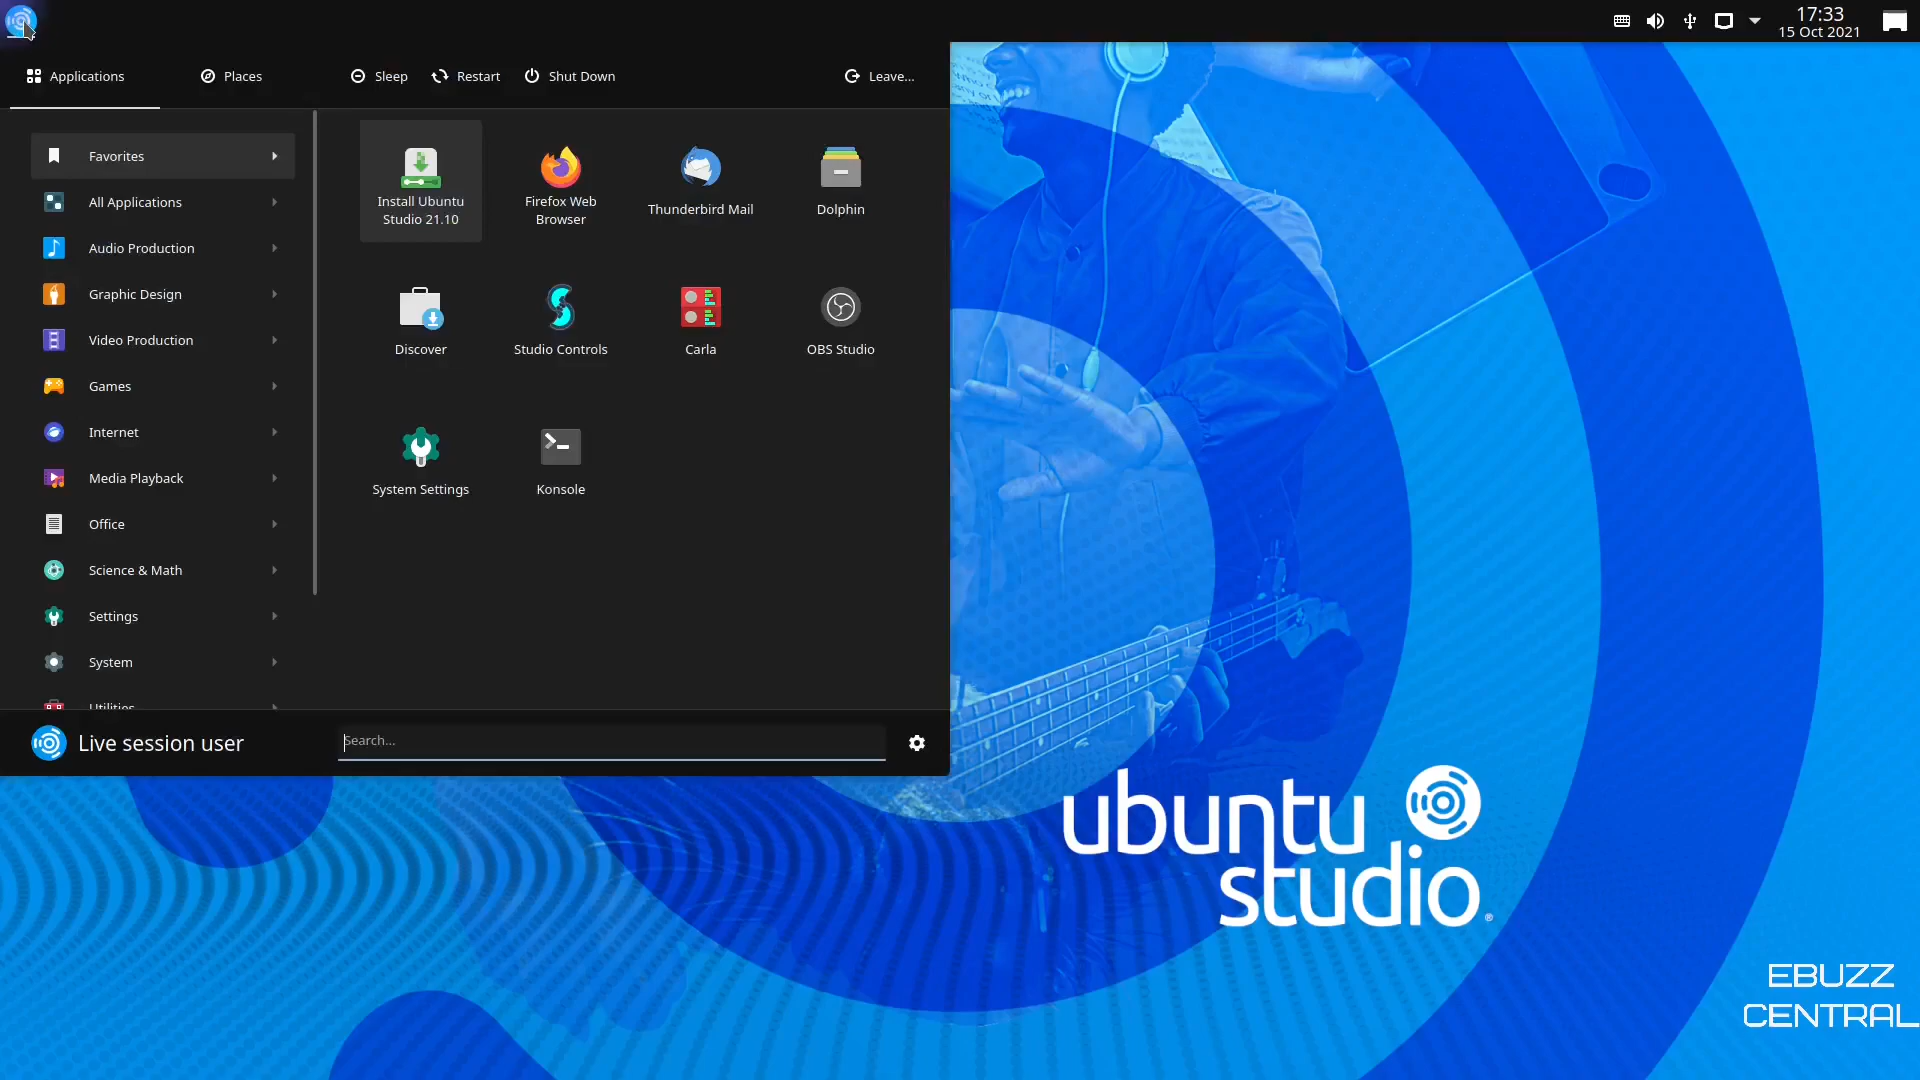 17:33
15 Oct 2021
Applications
Places
Sleep
Restart
Shut Down
Leave...
Favorites
All Applications
Audio Production
Graphic Design
Video Production
Games
Internet
Media Playback
Office
Science & Math
Settings
System
Utilities
Install Ubuntu
Studio 21.10
Firefox Web
Browser
Thunderbird Mail
Dolphin
Discover
Studio Controls
Carla
OBS Studio
System Settings
Konsole
Live session user
Search...
ubuntu
studio®
EBUZZ
CENTRAL